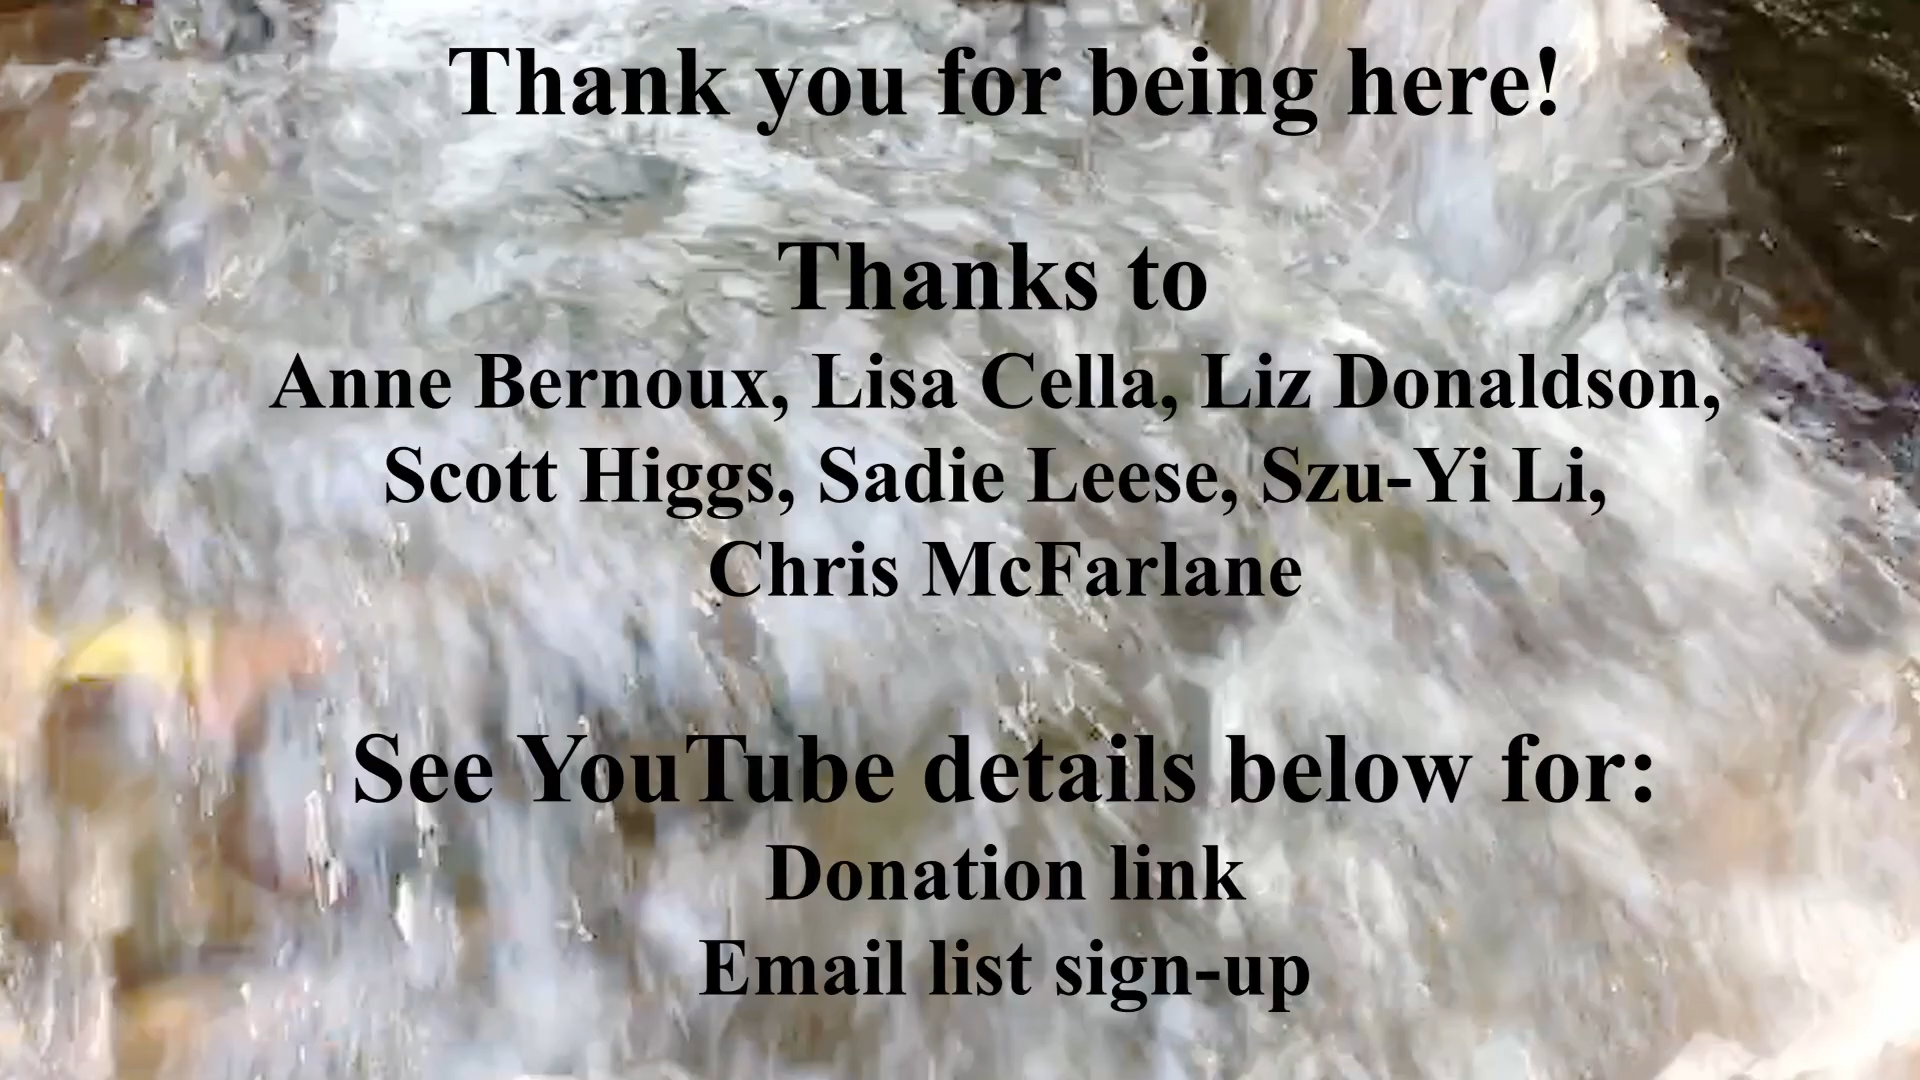 Thank you for being here!
Thanks to
Anne Bernoux, Lisa Cella, Liz Donaldson,
Scott Higgs, Sadie Leese, Szu-Yi Li,
Chris McFarlane
See YouTube details below for:
Donation link
Email list sign-up